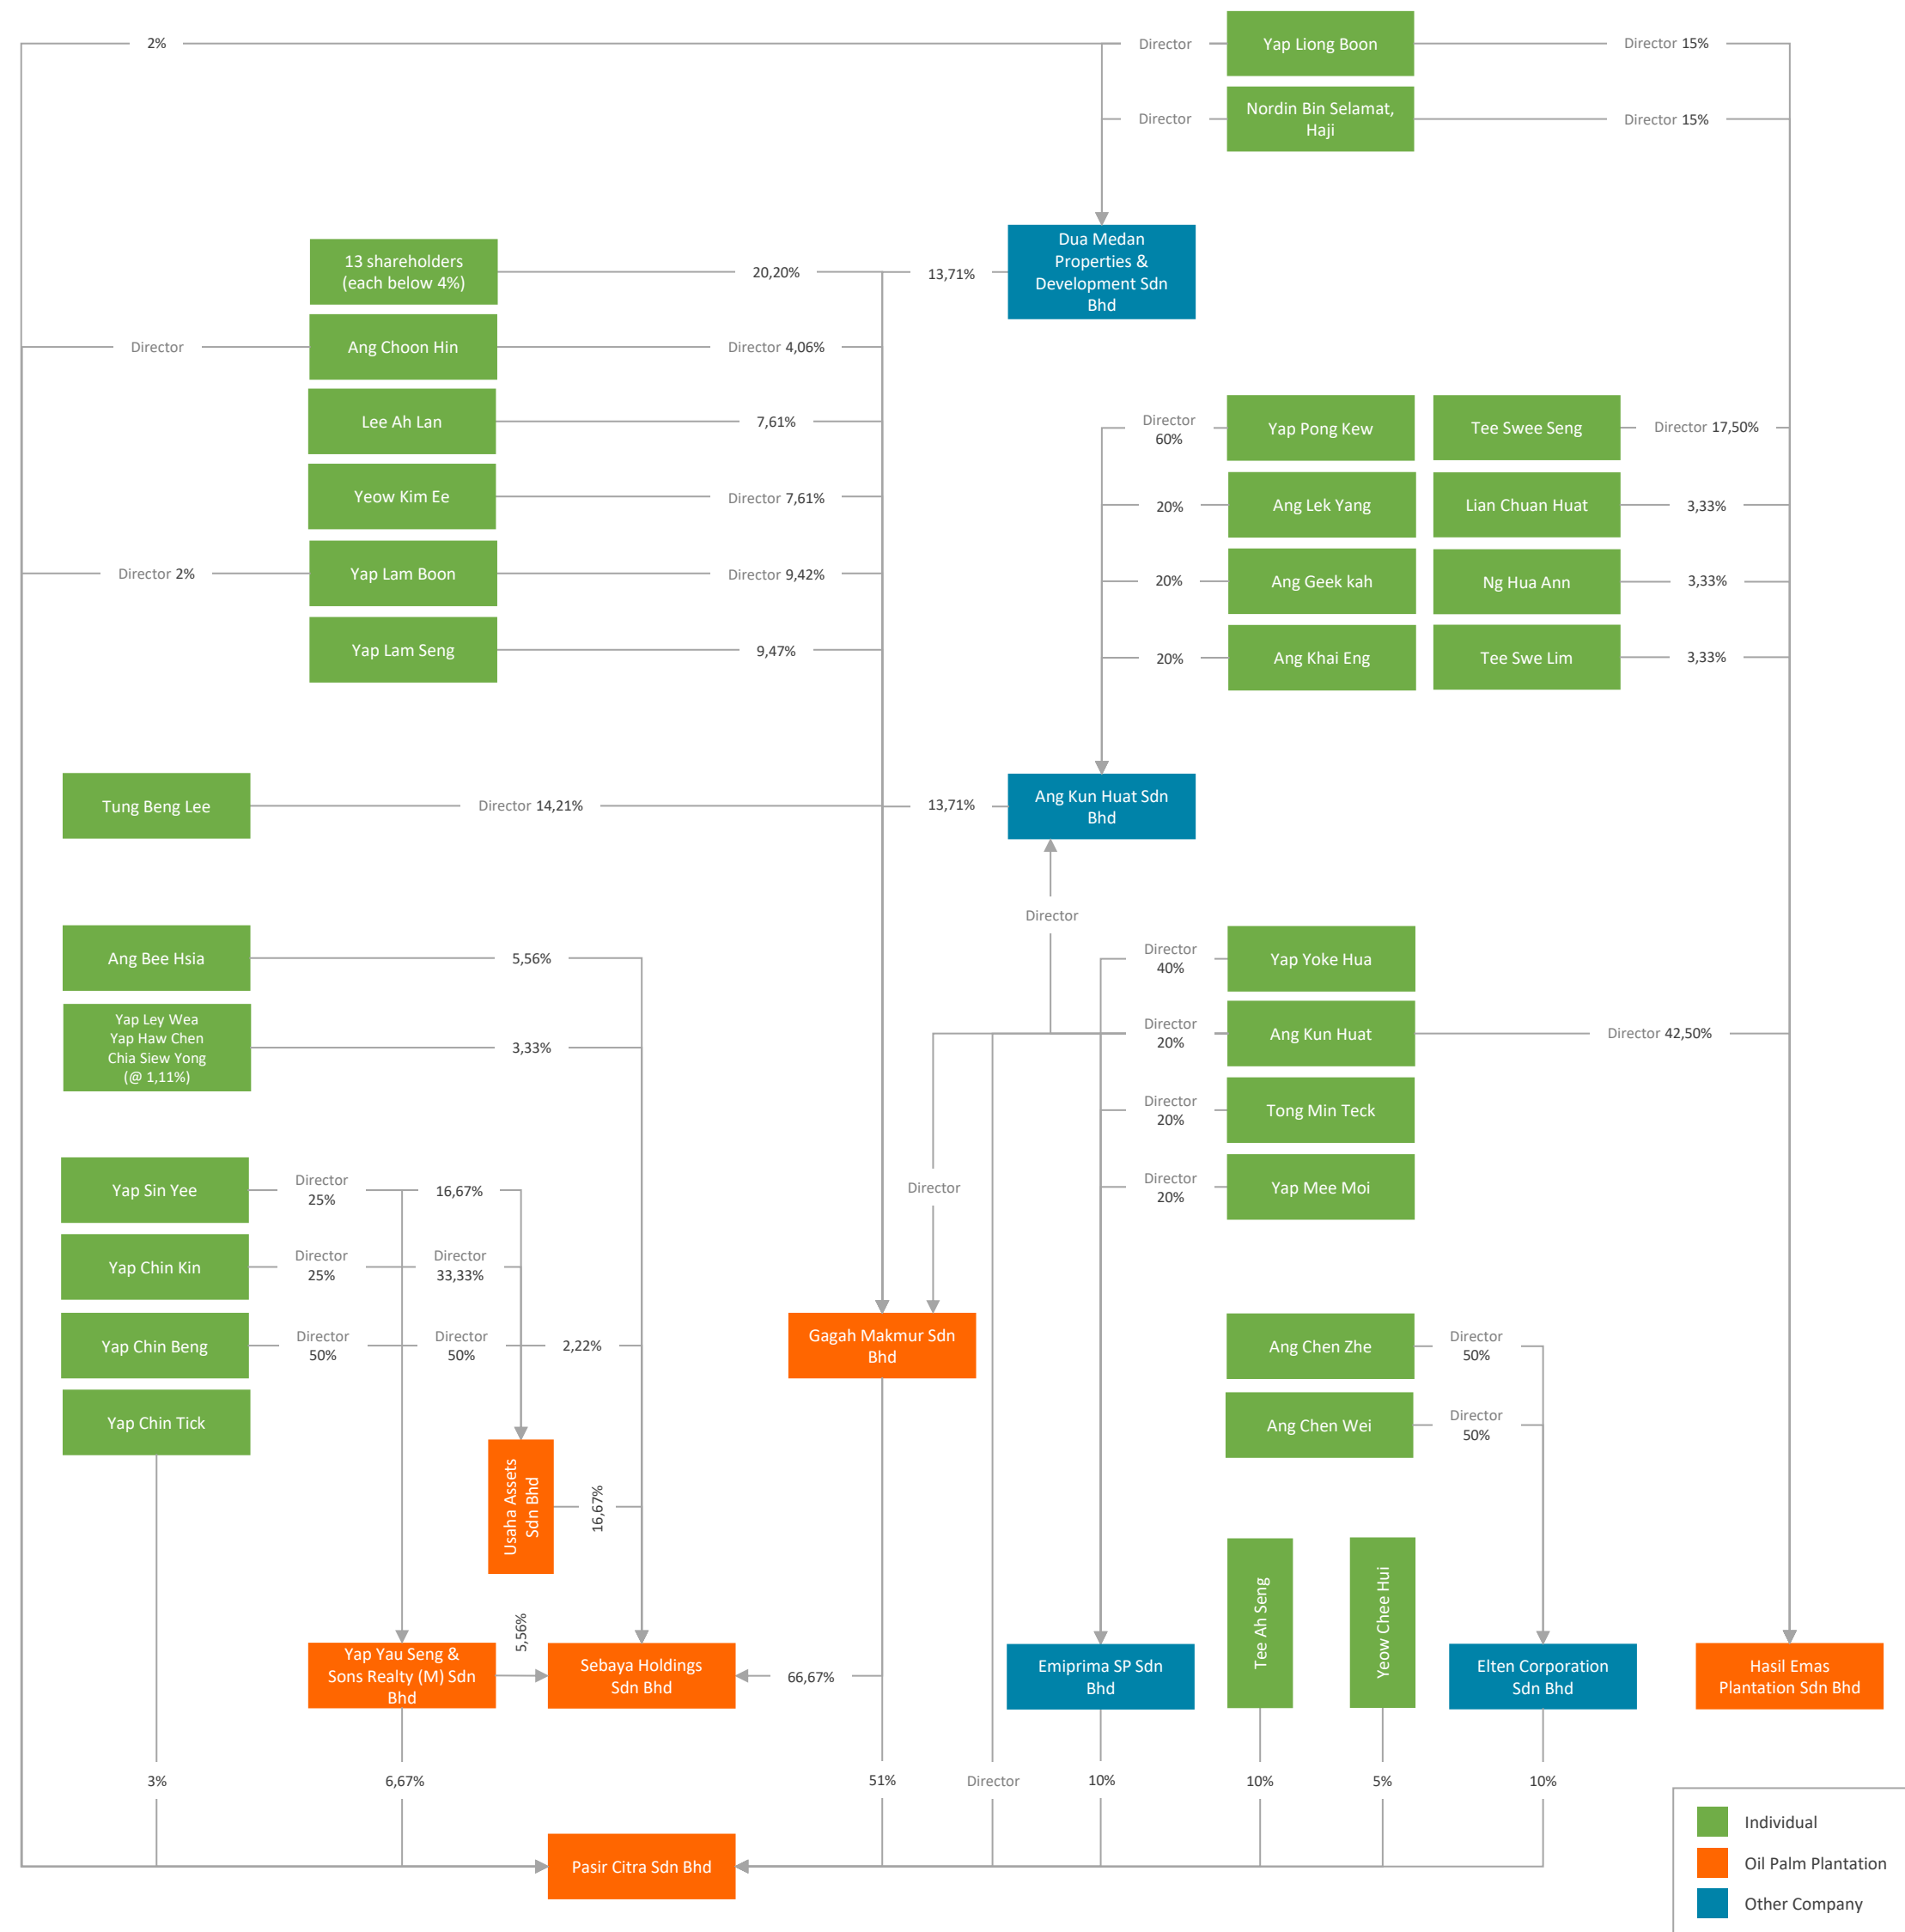 2%
Director
Yap Liong Boon
Director 15%
Director
Nordin Bin Selamat,
Haji
Director 15%
13 shareholders
(each below 4%)
20,20%
13,71%
Dua Medan
Properties &
Development Sdn
Bhd
Director
Ang Choon Hin
Director 4,06%
Lee Ah Lan
7,61%
Director
60%
Yap Pong Kew
Tee Swee Seng
Director 17,50%
Yeow Kim Ee
Director 7,61%
20%
Ang Lek Yang
Lian Chuan Huat
3,33%
Director 2%
Yap Lam Boon
Director 9,42%
20%
Ang Geek kah
Ng Hua Ann
3,33%
Yap Lam Seng
9,47%
20%
Ang Khai Eng
Tee Swe Lim
3,33%
Tung Beng Lee
Director 14,21%
13,71%
Ang Kun Huat Sdn
Bhd
Director
Ang Bee Hsia
5,56%
Director
40%
Yap Yoke Hua
Yap Ley Wea
Yap Haw Chen
Chia Siew Yong
(@ 1,11%)
3,33%
Director
20%
Ang Kun Huat
Director 42,50%
Director
20%
Tong Min Teck
Yap Sin Yee
Director
25%
16,67%
Director
Director
20%
Yap Mee Moi
Yap Chin Kin
Director
25%
Director
33,33%
Yap Chin Beng
Director
50%
Director
50%
2,22%
Gagah Makmur Sdn
Bhd
Ang Chen Zhe
Director
50%
Yap Chin Tick
Ang Chen Wei
Director
50%
Usaha Assets
Sdn Bhd
16,67%
Tee Ah Seng
Yeow Chee Hui
Yap Yau Seng &
Sons Realty (M) Sdn
Bhd
5,56%
Sebaya Holdings
Sdn Bhd
66,67%
Emiprima SP Sdn
Bhd
Elten Corporation
Sdn Bhd
Hasil Emas
Plantation Sdn Bhd
3%
6,67%
51%
Director
10%
10%
5%
10%
Pasir Citra Sdn Bhd
Individual
Oil Palm Plantation
Other Company